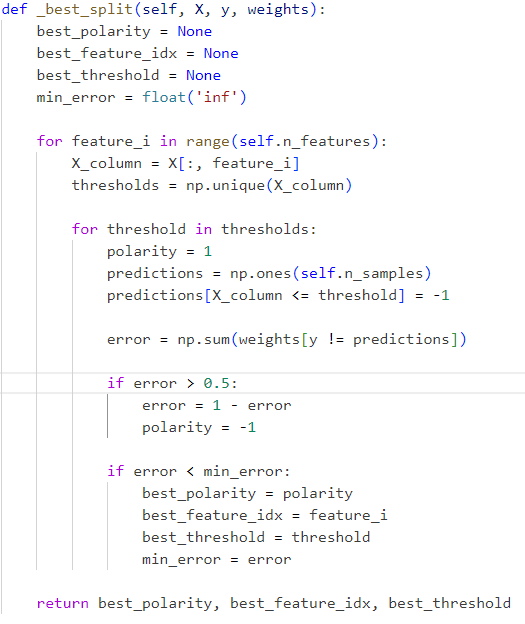 def _best_split(self, X, y, weights):
    best_polarity = None
    best_feature_idx = None
    best_threshold = None
    min_error = float('inf')

    for feature_i in range(self.n_features):
        X_column = X[:, feature_i]
        thresholds = np.unique(X_column)

        for threshold in thresholds:
            polarity = 1
            predictions = np.ones(self.n_samples)
            predictions[X_column <= threshold] = -1

            error = np.sum(weights[y != predictions])

            if error > 0.5:
                error = 1 - error
                polarity = -1

            if error < min_error:
                best_polarity = polarity
                best_feature_idx = feature_i
                best_threshold = threshold
                min_error = error

    return best_polarity, best_feature_idx, best_threshold